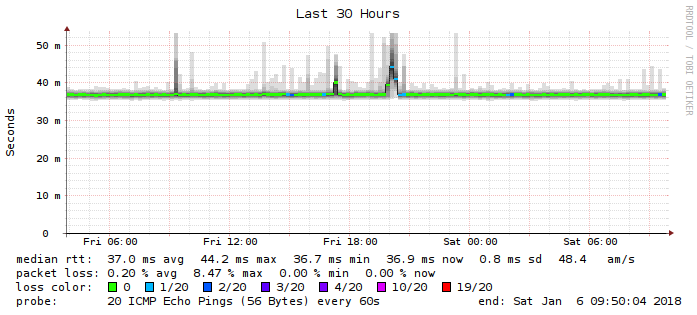 Last 30 Hours
RRDTOOL / TOBI OETIKER
Seconds
50 m
40 m
30 m
20 m
10 m
0
Fri 06:00 Fri 12:00 Fri 18:00 Sat 00:00 Sat 06:00
median rtt: 37.0 ms avg 44.2 ms max 36.7 ms min 36.9 ms now 0.8 ms sd 48.4 am/s
packet loss: 0.20 % avg 8.47 % max 0.00 % min 0.00 % now
loss color: 0 1/20 2/20 3/20 4/20 10/20 19/20
probe: 20 ICMP Echo Pings (56 Bytes) every 60s end: Sat Jan 6 09:50:04 2018